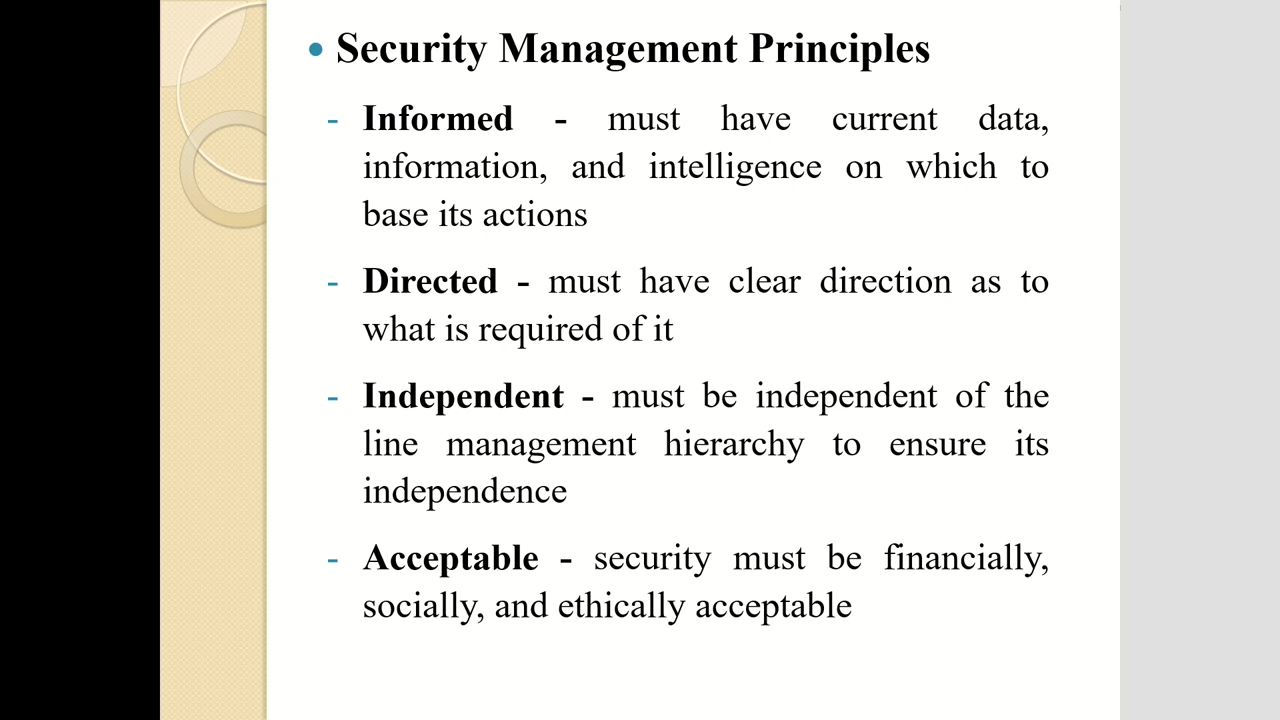 • Security Management Principles
- Informed - must have current data,
information, and intelligence on which to
base its actions
- Directed - must have clear direction as to
what is required of it
- Independent - must be independent of the
line management hierarchy to ensure its
independence
- Acceptable - security must be financially,
socially, and ethically acceptable